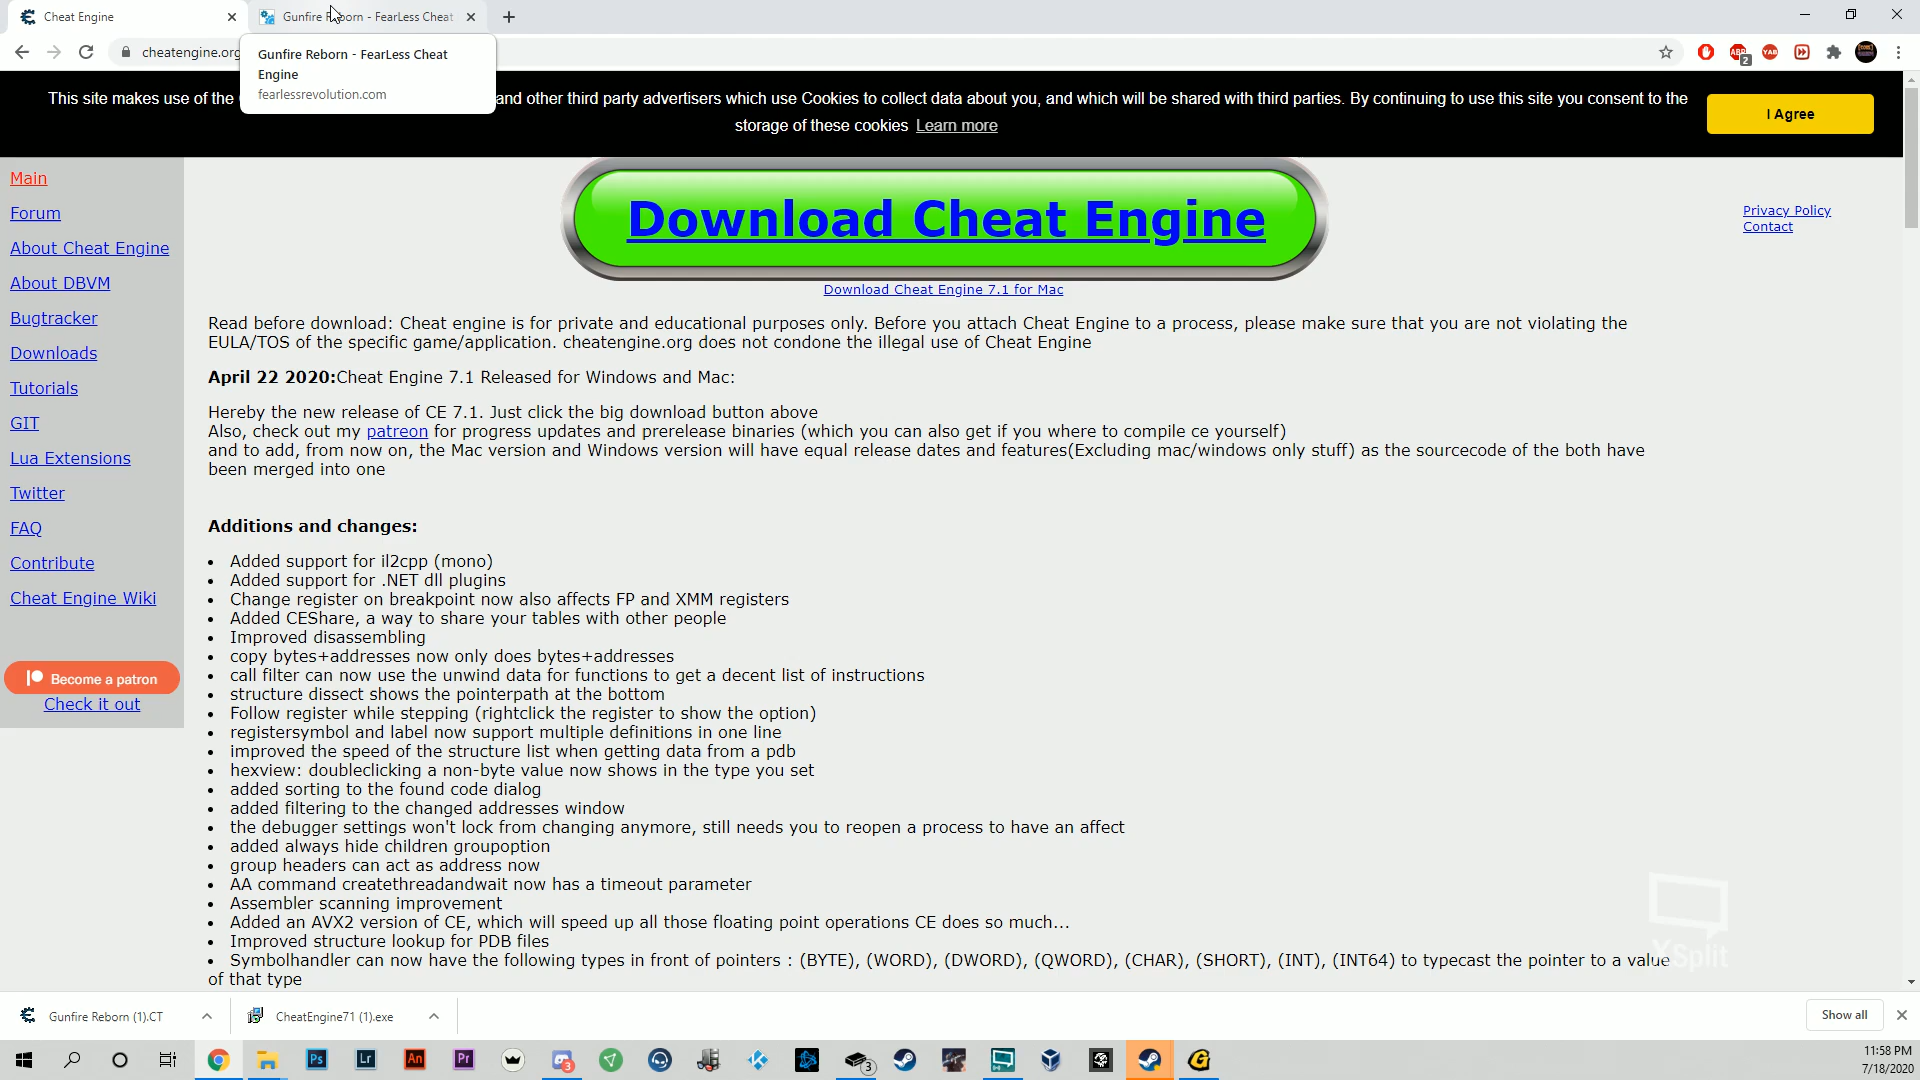 Cheat Engine
Gunfire Reborn - FearLess Cheat
cheatengine.org
Gunfire Reborn - FearLess Cheat
Engine
fearlessrevolution.com
2
This site makes use of the
and other third party advertisers which use Cookies to collect data about you, and which will be shared with third parties. By continuing to use this site you consent to the
storage of these cookies Learn more
I Agree
Main
Forum
About Cheat Engine
About DBVM
Bugtracker
Downloads
Tutorials
GIT
Lua Extensions
Twitter
FAQ
Contribute
Cheat Engine Wiki
Become a patron
Check it out
Download Cheat Engine
Download Cheat Engine 7.1 for Mac
Privacy Policy
Contact
Read before download: Cheat engine is for private and educational purposes only. Before you attach Cheat Engine to a process, please make sure that you are not violating the
EULA/TOS of the specific game/application. cheatengine.org does not condone the illegal use of Cheat Engine
April 22 2020:Cheat Engine 7.1 Released for Windows and Mac:
Hereby the new release of CE 7.1. Just click the big download button above
Also, check out my patreon for progress updates and prerelease binaries (which you can also get if you where to compile ce yourself)
and to add, from now on, the Mac version and Windows version will have equal release dates and features(Excluding mac/windows only stuff) as the sourcecode of the both have
been merged into one
Additions and changes:
• Added support for il2cpp (mono)
• Added support for .NET dll plugins
• Change register on breakpoint now also affects FP and XMM registers
• Added CEShare, a way to share your tables with other people
• Improved disassembling
• copy bytes+addresses now only does bytes+addresses
• call filter can now use the unwind data for functions to get a decent list of instructions
• structure dissect shows the pointerpath at the bottom
• Follow register while stepping (rightclick the register to show the option)
• registersymbol and label now support multiple definitions in one line
• improved the speed of the structure list when getting data from a pdb
• hexview: doubleclicking a non-byte value now shows in the type you set
• added sorting to the found code dialog
• added filtering to the changed addresses window
• the debugger settings won't lock from changing anymore, still needs you to reopen a process to have an affect
• added always hide children groupoption
• group headers can act as address now
• AA command createthreadandwait now has a timeout parameter
• Assembler scanning improvement
• Added an AVX2 version of CE, which will speed up all those floating point operations CE does so much...
• Improved structure lookup for PDB files
• Symbolhandler can now have the following types in front of pointers : (BYTE), (WORD), (DWORD), (QWORD), (CHAR), (SHORT), (INT), (INT64) to typecast the pointer to a value
of that type
XSplit
Gunfire Reborn (1).CT
CheatEngine71 (1).exe
Show all
Ps
Lr
An
Pr
3
3
11:58 PM
7/18/2020